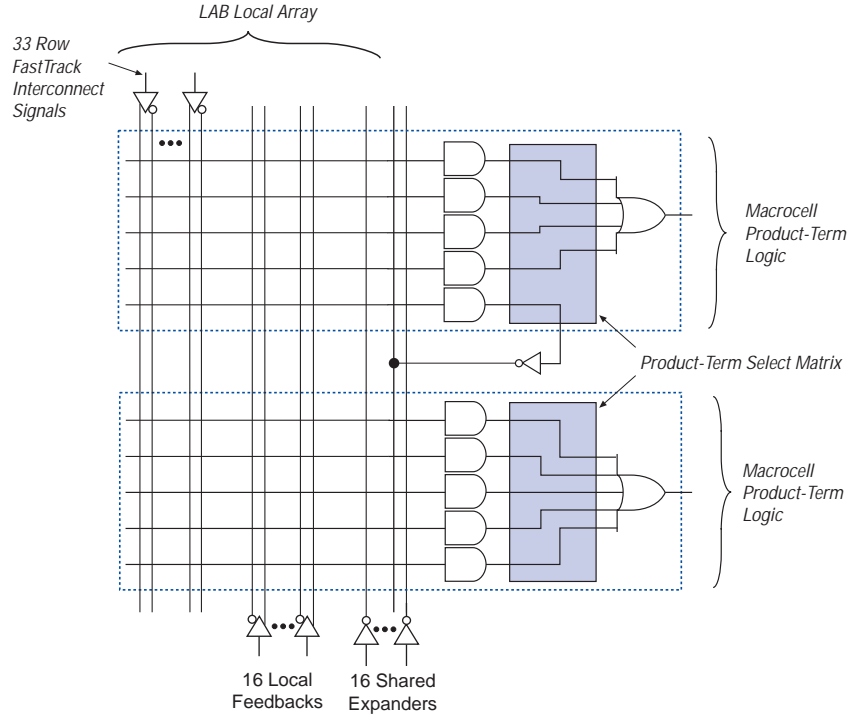 LAB Local Array
33 Row
FastTrack
Interconnect
Signals
Macrocell
Product-Term
Logic
Product-Term Select Matrix
Macrocell
Product-Term
Logic
16 Local
Feedbacks
16 Shared
Expanders